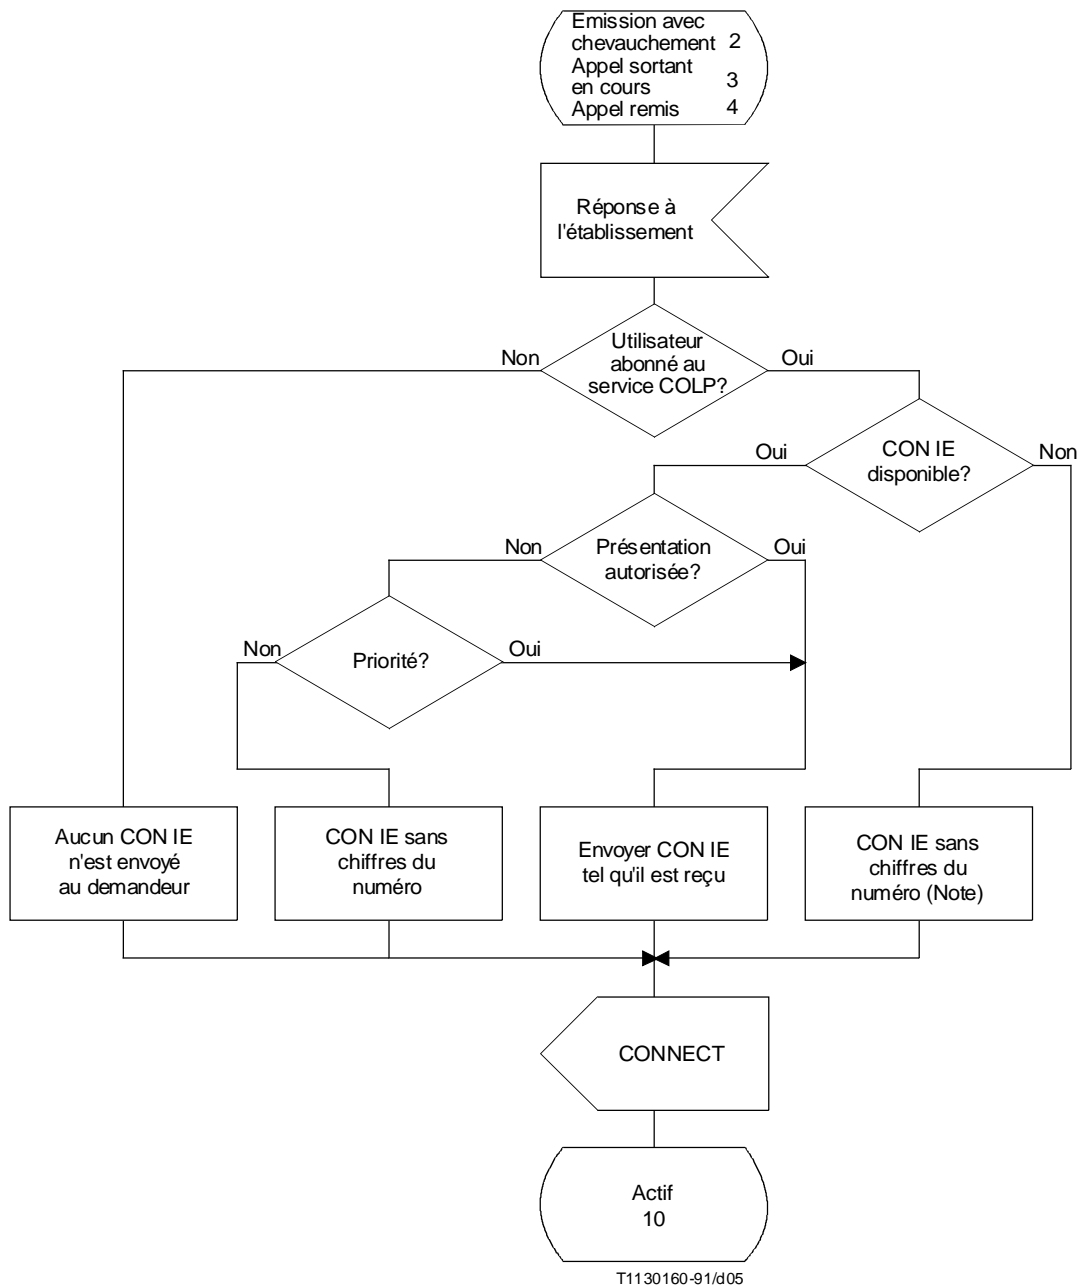 Emission avec
chevauchement 2
Appel sortant
en cours 3
Appel remis 4
Réponse à
l'établissement
Utilisateur
abonné au
service COLP?
Non
Oui
CON IE
disponible?
Oui
Non
Présentation
autorisée?
Non
Oui
Priorité?
Non
Oui
Aucun CON IE
n'est envoyé
au demandeur
CON IE sans
chiffres du
numéro
Envoyer CON IE
tel qu'il est reçu
CON IE sans
chiffres du
numéro (Note)
CONNECT
Actif
10
T1130160-91/d05